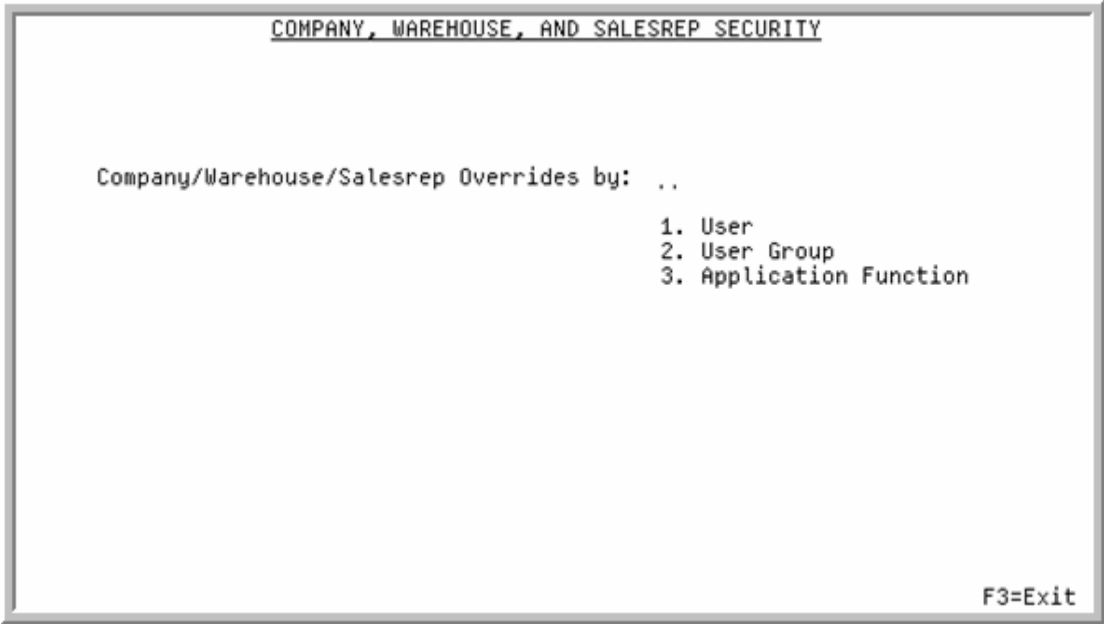 COMPANY, WAREHOUSE, AND SALESREP SECURITY
Company/Warehouse/Salesrep Overrides by: ..
1. User
2. User Group
3. Application Function
F3=Exit